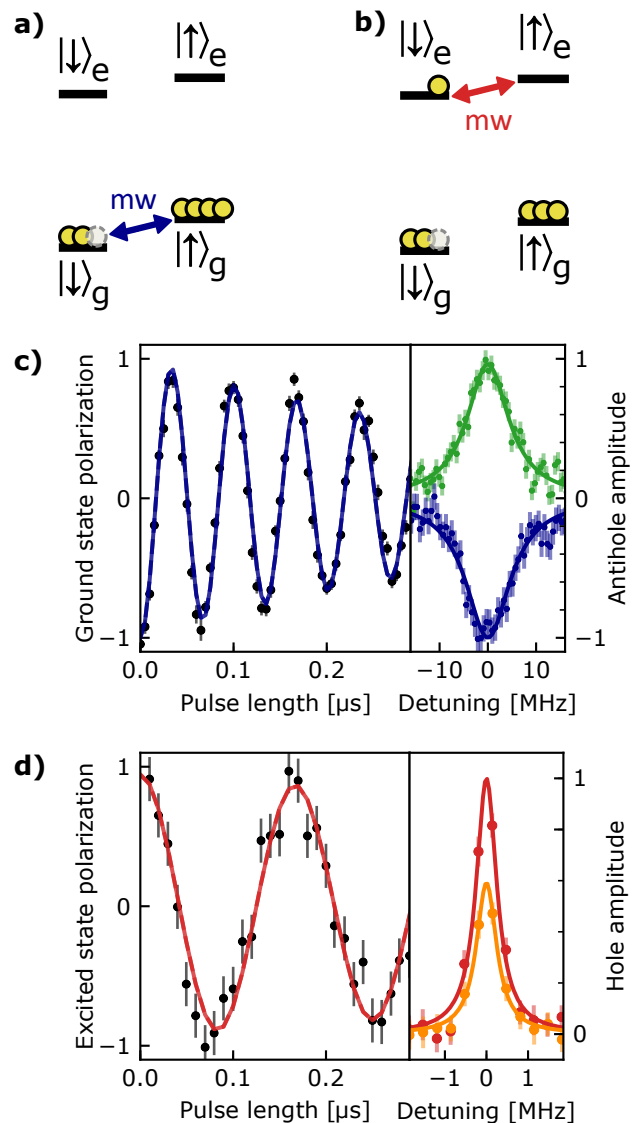 a)
|↓⟩e
|↑⟩e
mw
|↓⟩g
|↑⟩g
b)
|↓⟩e
|↑⟩e
mw
|↓⟩g
|↑⟩g
c)
Ground state polarization
1
0
−1
0.0
0.1
0.2
Pulse length [µs]
−10
0
10
Detuning [MHz]
1
0
−1
Antihole amplitude
d)
Excited state polarization
1
0
−1
0.0
0.1
0.2
Pulse length [µs]
−1
0
1
Detuning [MHz]
1
0
Hole amplitude